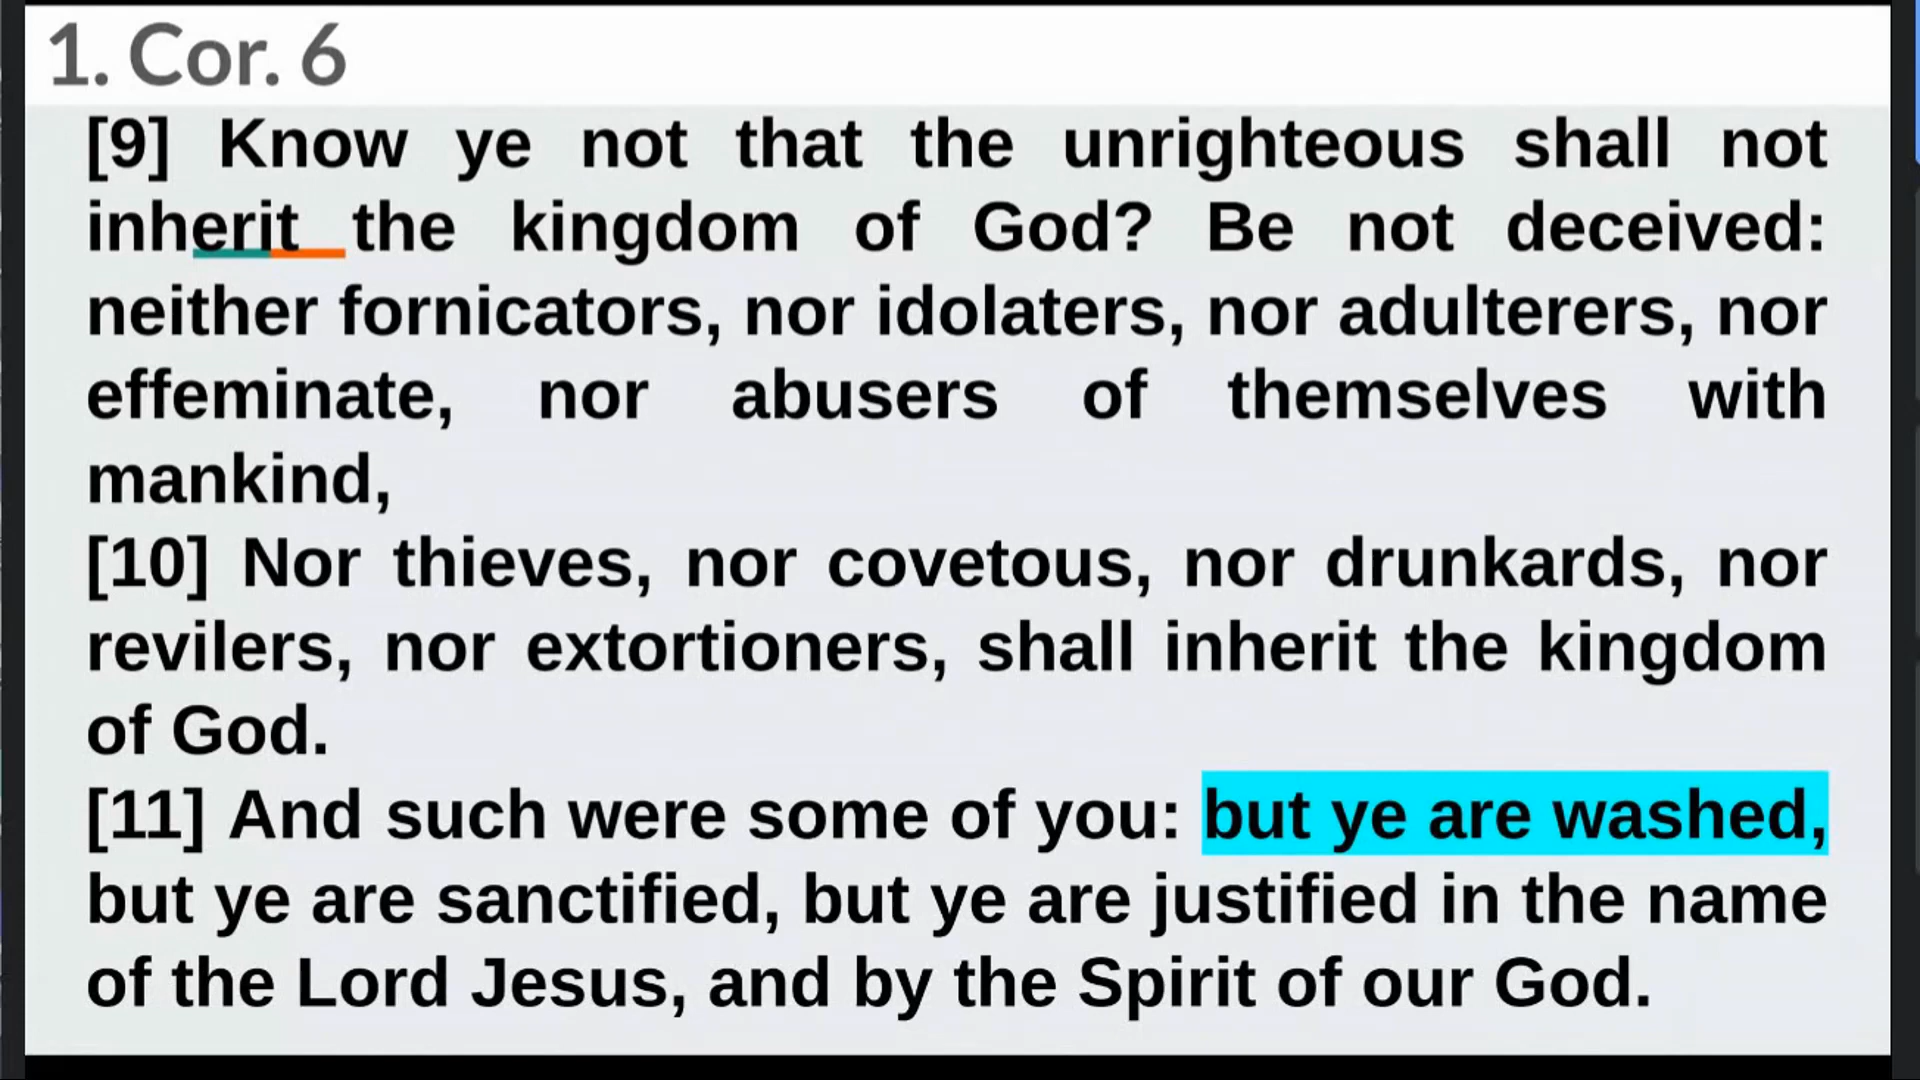 1. Cor. 6
[9] Know ye not that the unrighteous shall not
inherit the kingdom of God? Be not deceived:
neither fornicators, nor idolaters, nor adulterers, nor
effeminate, nor abusers of themselves with
mankind,
[10] Nor thieves, nor covetous, nor drunkards, nor
revilers, nor extortioners, shall inherit the kingdom
of God.
[11] And such were some of you: but ye are washed,
but ye are sanctified, but ye are justified in the name
of the Lord Jesus, and by the Spirit of our God.